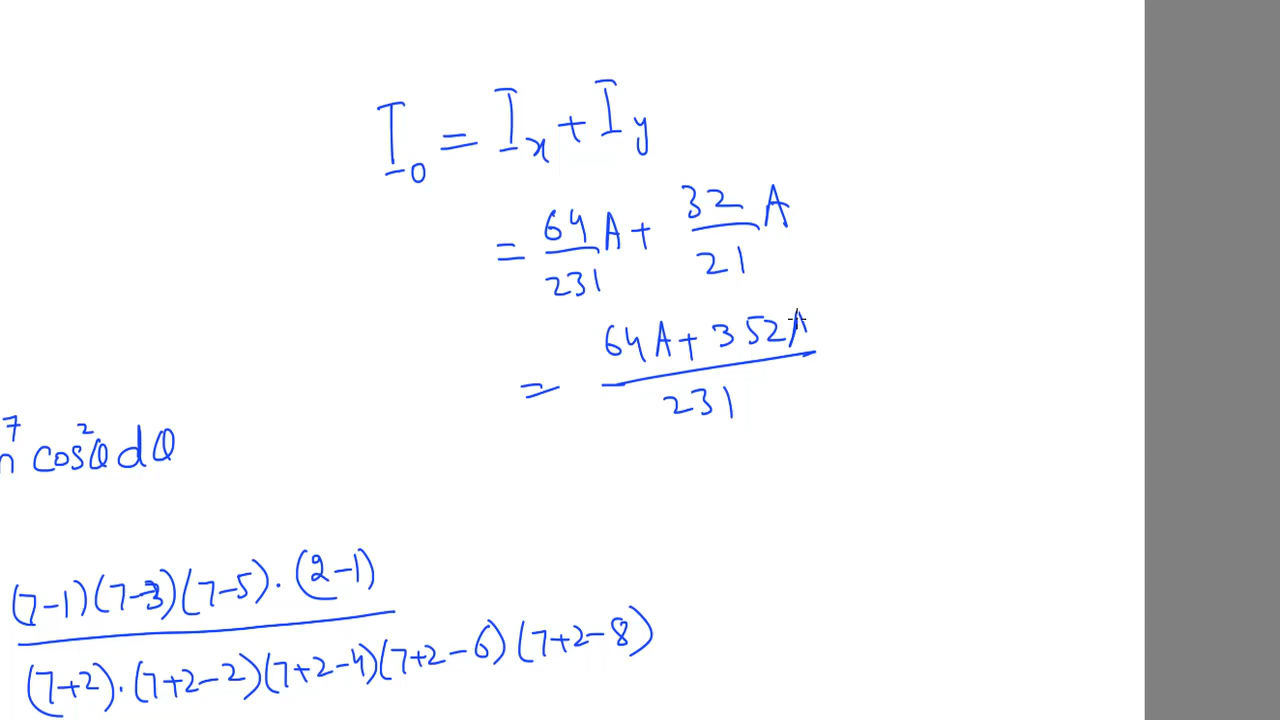 I₀ = Iₓ + I_y
= 64/231 A + 32/21 A
= (64A + 352A)/231
7 cos²θ dθ
(7-1)(7-3)(7-5)·(2-1)
(7+2)·(7+2-2)(7+2-4)(7+2-6)(7+2-8)